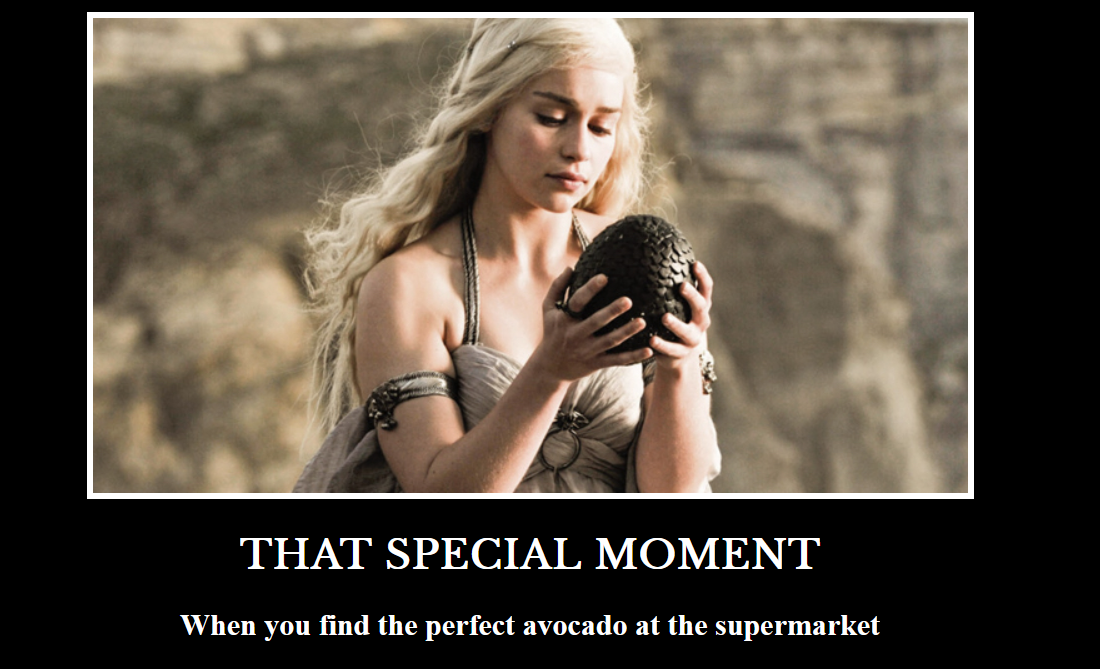 THAT SPECIAL MOMENT
When you find the perfect avocado at the supermarket